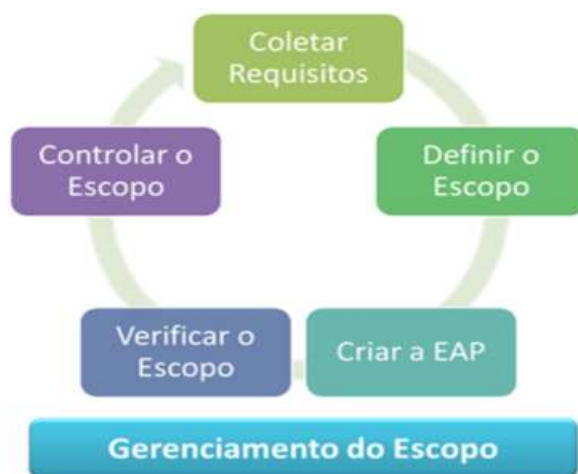 Coletar
Requisitos
Definir o
Escopo
Criar a EAP
Verificar o
Escopo
Controlar o
Escopo
Gerenciamento do Escopo